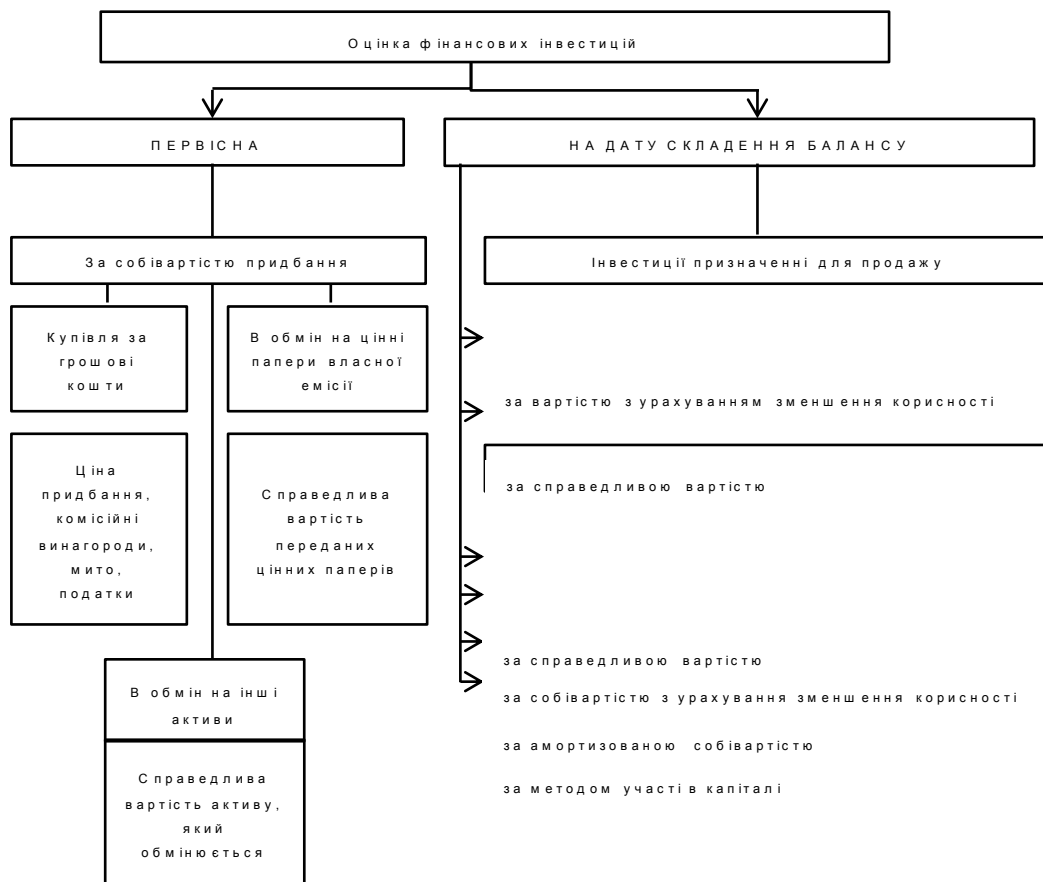 Оцінка фінансових інвестицій
ПЕРВІСНА
НА ДАТУ СКЛАДЕННЯ БАЛАНСУ
За собівартістю придбання
Інвестиції призначенні для продажу
Купівля за
грошові
кошти
В обмін на цінні
папери власної
емісії
за вартістю з урахуванням зменшення корисності
Ціна
придбання,
комісійні
винагороди,
мито,
податки
Справедлива
вартість
переданих
цінних паперів
за справедливою вартістю
В обмін на інші
активи
Справедлива
вартість активу,
який
обмінюється
за справедливою вартістю
за собівартістю з урахування зменшення корисності
за амортизованою собівартістю
за методом участі в капіталі